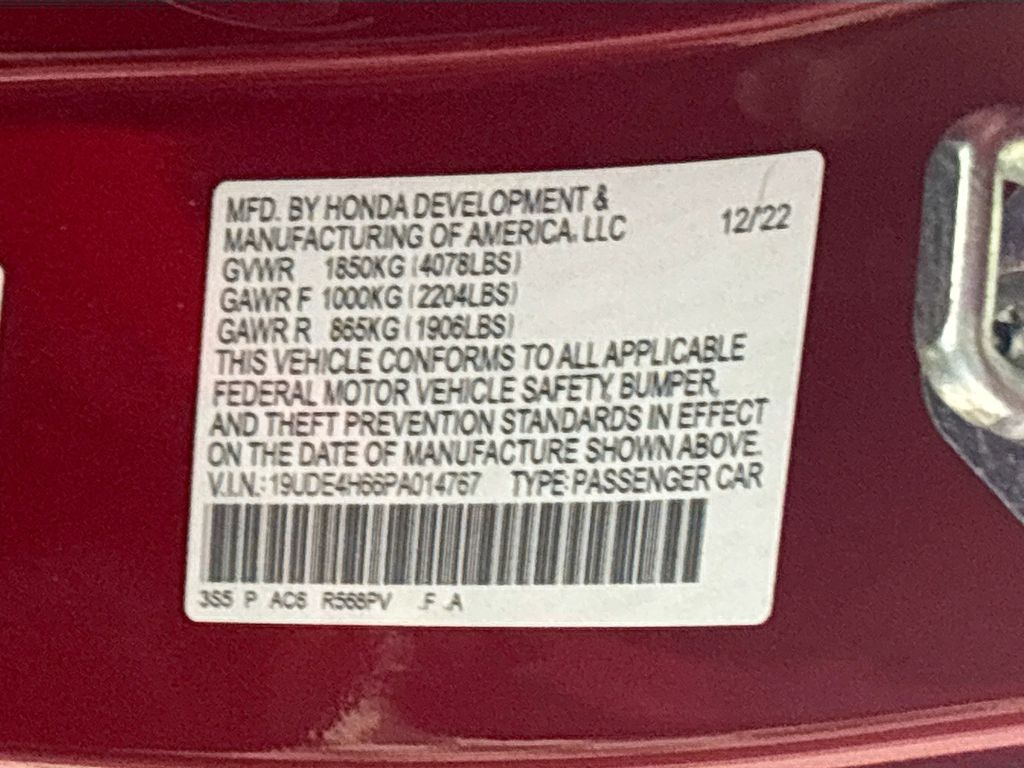 MFD. BY HONDA DEVELOPMENT &
MANUFACTURING OF AMERICA, LLC 12/22
GVWR 1850KG (4078LBS)
GAWR F 1000KG (2204LBS)
GAWR R 865KG (1906LBS)
THIS VEHICLE CONFORMS TO ALL APPLICABLE
FEDERAL MOTOR VEHICLE SAFETY, BUMPER,
AND THEFT PREVENTION STANDARDS IN EFFECT
ON THE DATE OF MANUFACTURE SHOWN ABOVE.
V.I.N.: 19UDE4H66PA014767 TYPE: PASSENGER CAR
3S5 P AC6 R568PV .F .A